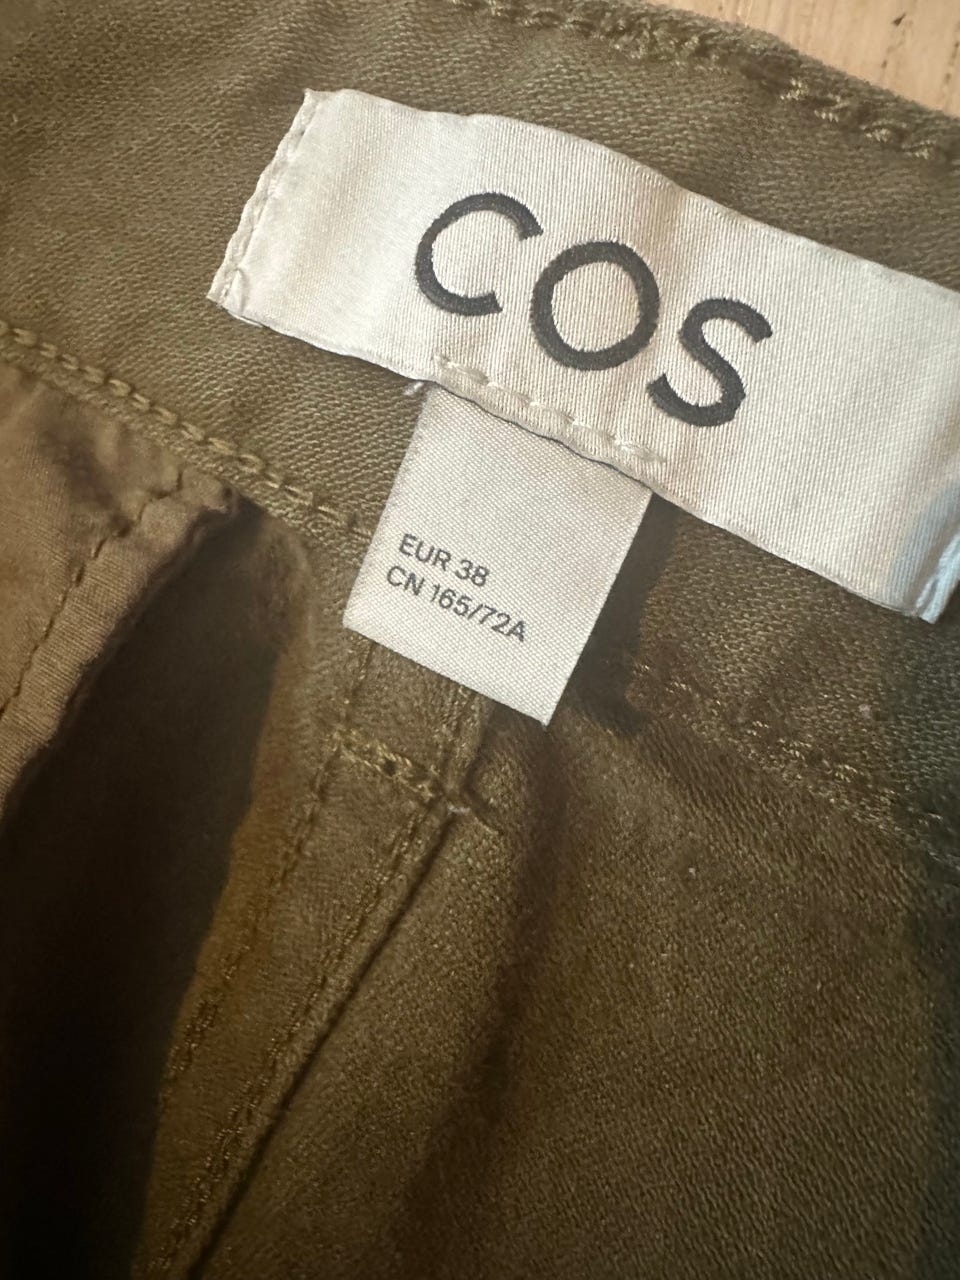 COS
EUR 38
CN 165/72A